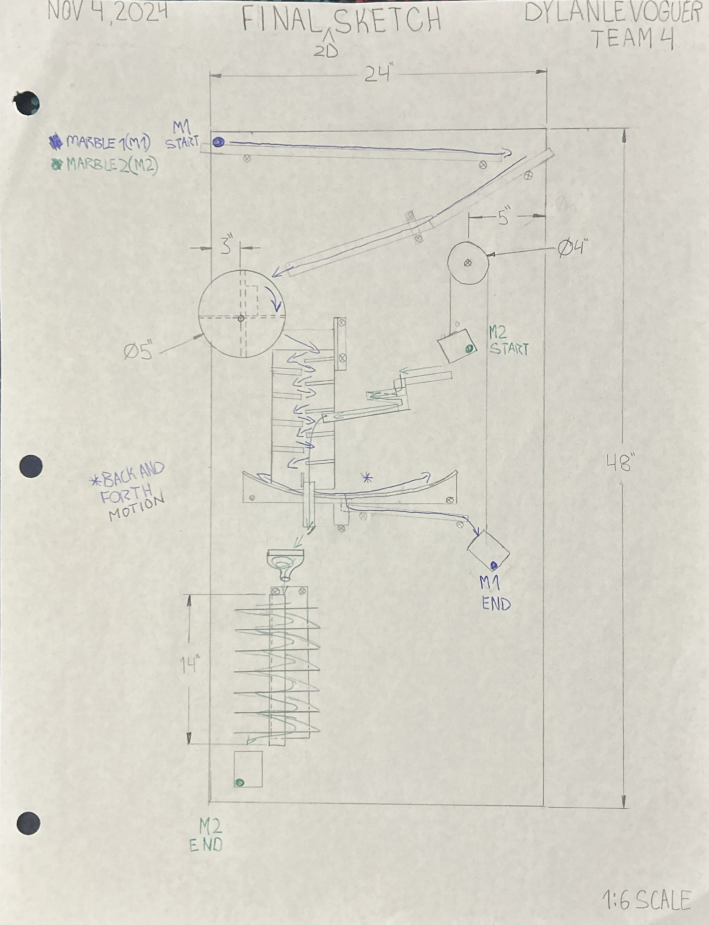 NOV 4, 2024
FINAL SKETCH
2D
DYLAN LEVOGUER
TEAM 4
24"
MARBLE 1 (M1)
MARBLE 2 (M2)
M1
START
5"
3"
Ø4"
Ø5"
M2
START
48"
*BACK AND
FORTH
MOTION
*
M1
END
14"
M2
END
1:6 SCALE